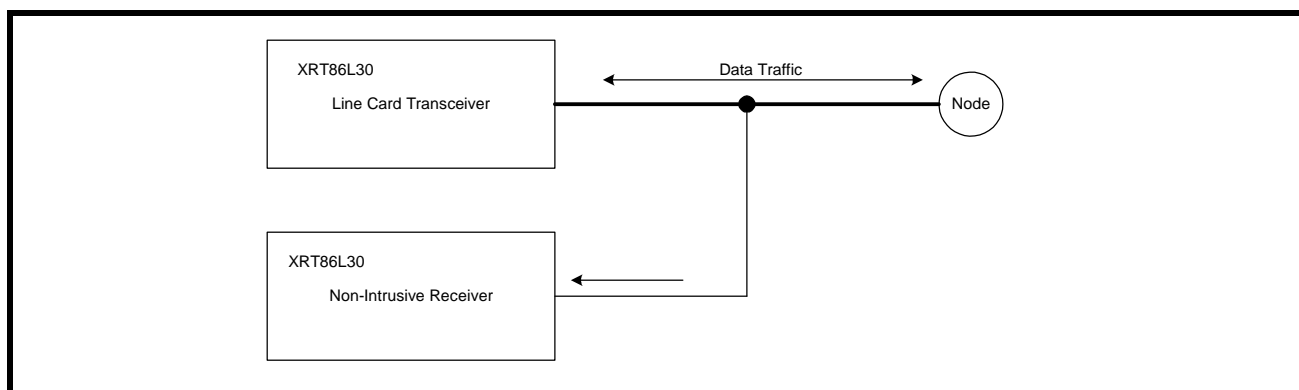 XRT86L30
Line Card Transceiver
Data Traffic
Node
XRT86L30
Non-Intrusive Receiver